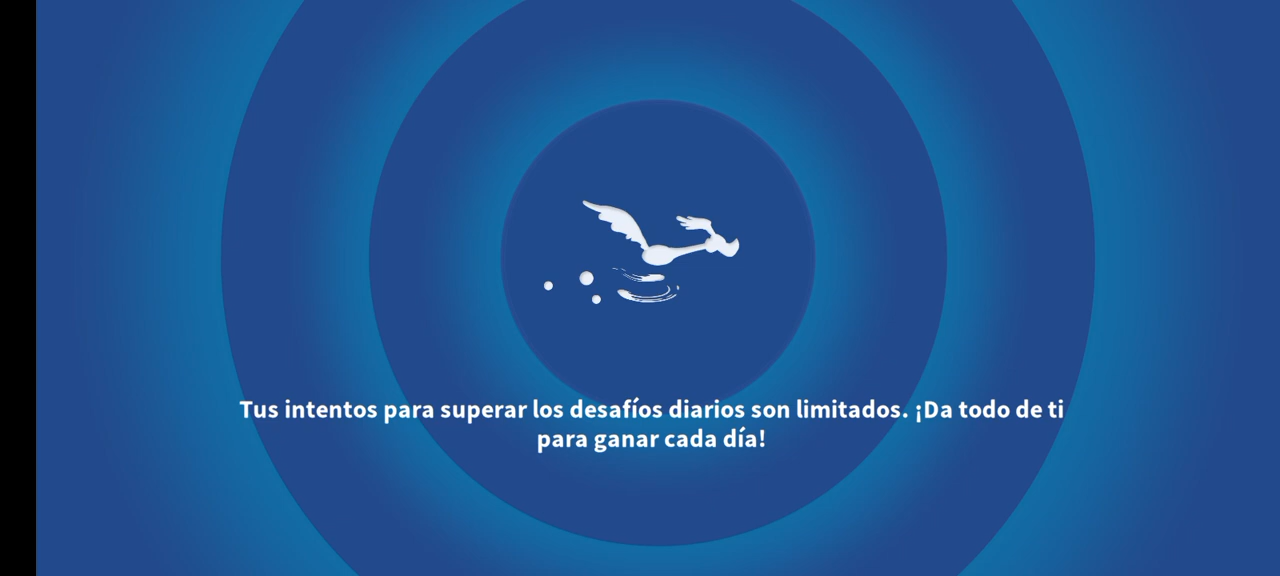 Tus intentos para superar los desafíos diarios son limitados. ¡Da todo de ti
para ganar cada día!